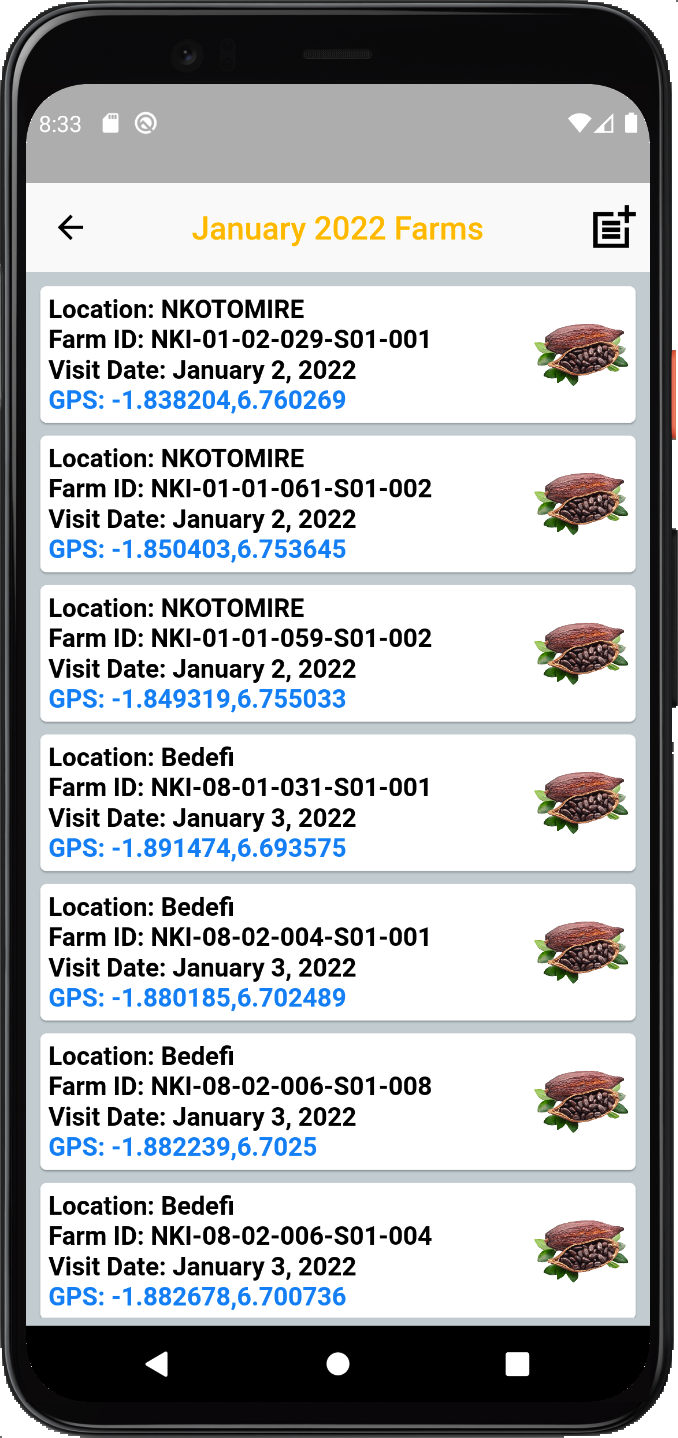 8:33
January 2022 Farms
Location: NKOTOMIRE
Farm ID: NKI-01-02-029-S01-001
Visit Date: January 2, 2022
GPS: -1.838204,6.760269
Location: NKOTOMIRE
Farm ID: NKI-01-01-061-S01-002
Visit Date: January 2, 2022
GPS: -1.850403,6.753645
Location: NKOTOMIRE
Farm ID: NKI-01-01-059-S01-002
Visit Date: January 2, 2022
GPS: -1.849319,6.755033
Location: Bedefi
Farm ID: NKI-08-01-031-S01-001
Visit Date: January 3, 2022
GPS: -1.891474,6.693575
Location: Bedefi
Farm ID: NKI-08-02-004-S01-001
Visit Date: January 3, 2022
GPS: -1.880185,6.702489
Location: Bedefi
Farm ID: NKI-08-02-006-S01-008
Visit Date: January 3, 2022
GPS: -1.882239,6.7025
Location: Bedefi
Farm ID: NKI-08-02-006-S01-004
Visit Date: January 3, 2022
GPS: -1.882678,6.700736